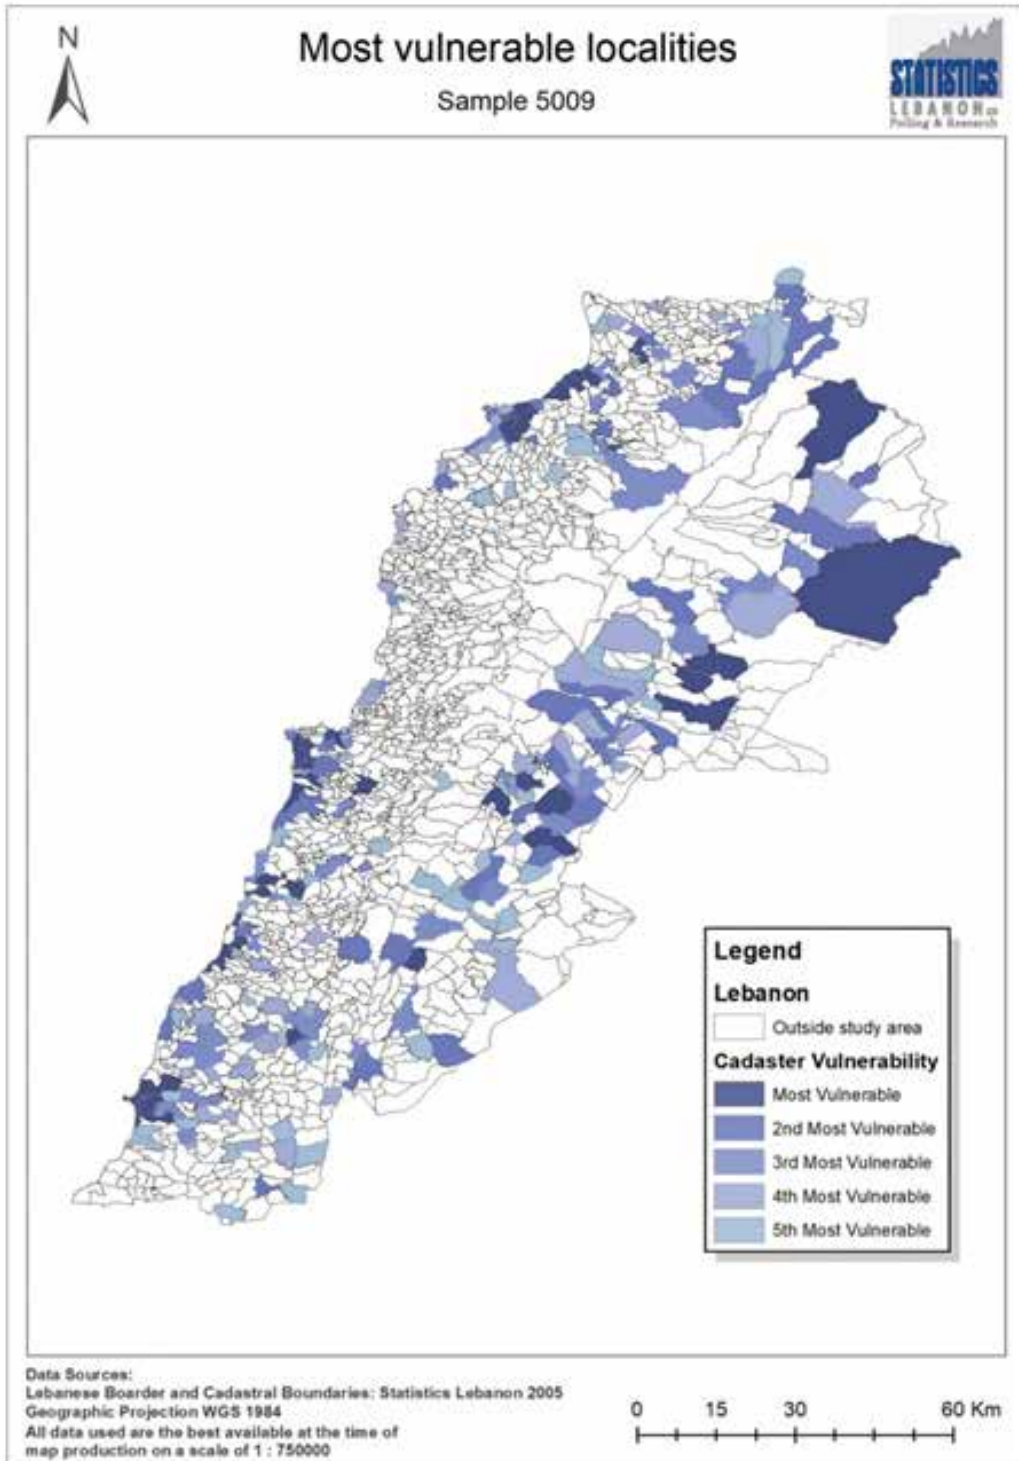 N
Most vulnerable localities
Sample 5009
STATISTICS
LEBANON
Polling & Research
Legend
Lebanon
Outside study area
Cadaster Vulnerability
Most Vulnerable
2nd Most Vulnerable
3rd Most Vulnerable
4th Most Vulnerable
5th Most Vulnerable
Data Sources:
Lebanese Boarder and Cadastral Boundaries: Statistics Lebanon 2005
Geographic Projection WGS 1984
All data used are the best available at the time of
map production on a scale of 1 : 750000
0 15 30 60 Km